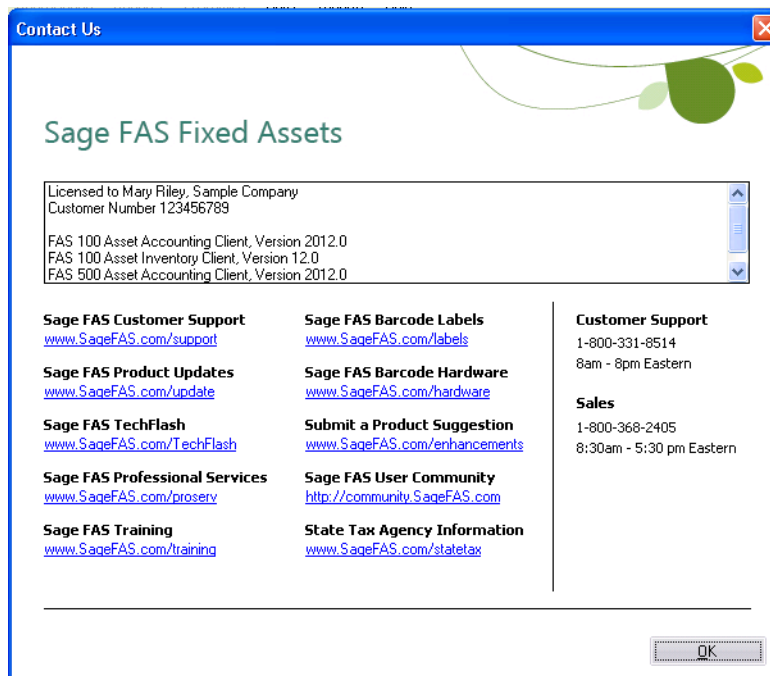 Contact Us
Sage FAS Fixed Assets
Licensed to Mary Riley, Sample Company
Customer Number 123456789
FAS 100 Asset Accounting Client, Version 2012.0
FAS 100 Asset Inventory Client, Version 12.0
FAS 500 Asset Accounting Client, Version 2012.0
Sage FAS Customer Support
www.SageFAS.com/support
Sage FAS Product Updates
www.SageFAS.com/update
Sage FAS TechFlash
www.SageFAS.com/TechFlash
Sage FAS Professional Services
www.SageFAS.com/proserv
Sage FAS Training
www.SageFAS.com/training
Sage FAS Barcode Labels
www.SageFAS.com/labels
Sage FAS Barcode Hardware
www.SageFAS.com/hardware
Submit a Product Suggestion
www.SageFAS.com/enhancements
Sage FAS User Community
http://community.SageFAS.com
State Tax Agency Information
www.SageFAS.com/statetax
Customer Support
1-800-331-8514
8am - 8pm Eastern
Sales
1-800-368-2405
8:30am - 5:30 pm Eastern
OK